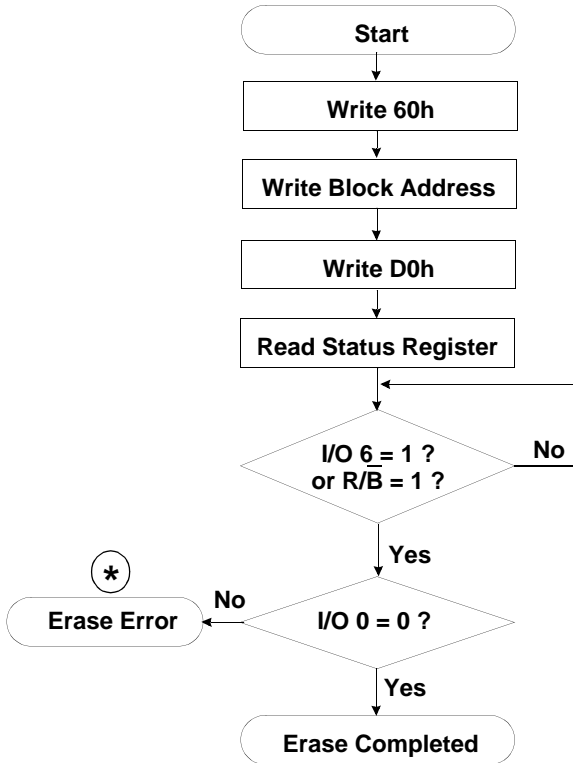 Start
Write 60h
Write Block Address
Write D0h
Read Status Register
I/O 6 = 1 ?
or R/B̅ = 1 ?
No
Yes
*
No
Erase Error
I/O 0 = 0 ?
Yes
Erase Completed